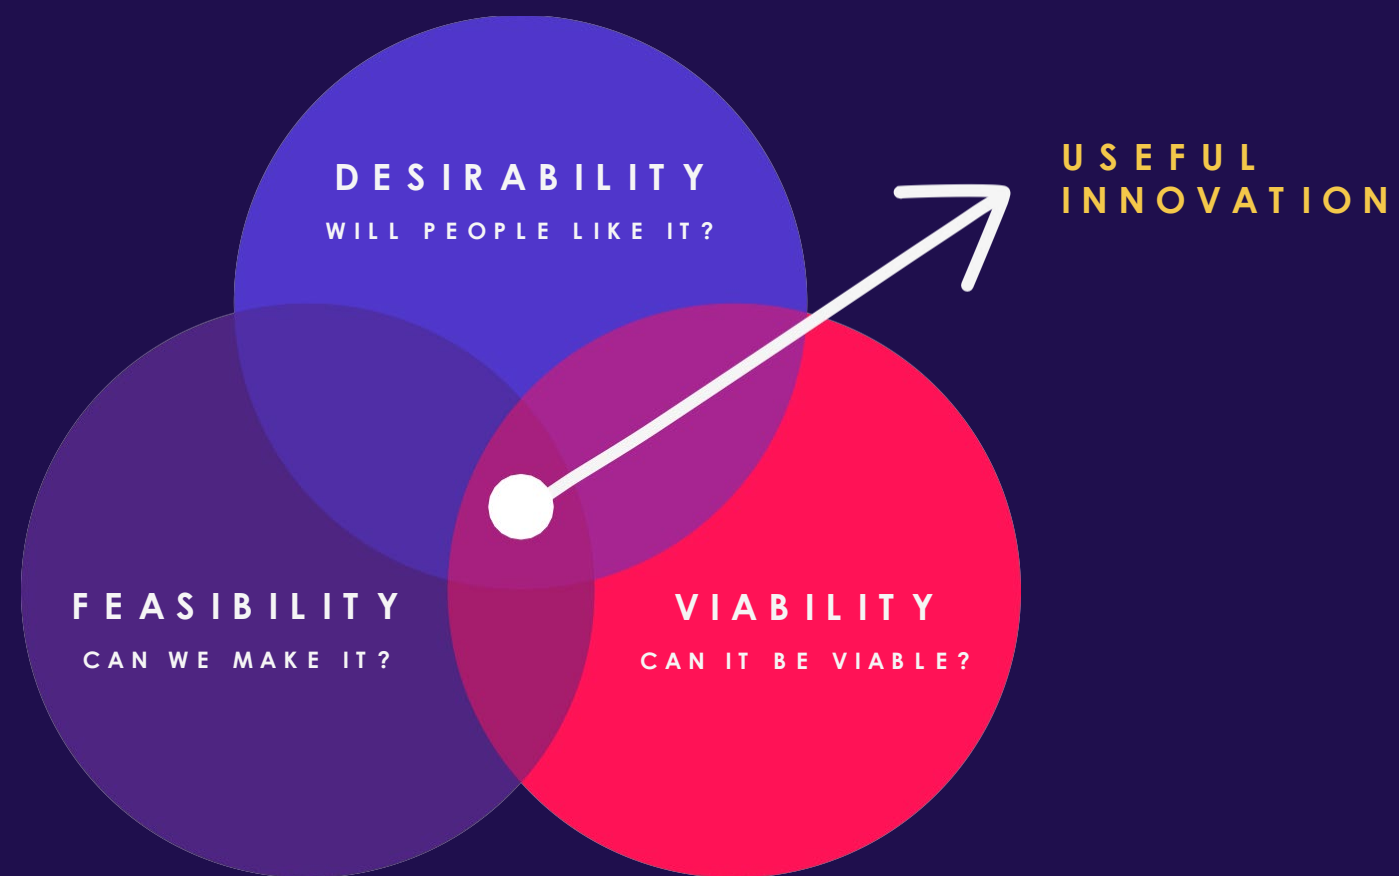 DESIRABILITY
WILL PEOPLE LIKE IT?
USEFUL
INNOVATION
FEASIBILITY
CAN WE MAKE IT?
VIABILITY
CAN IT BE VIABLE?